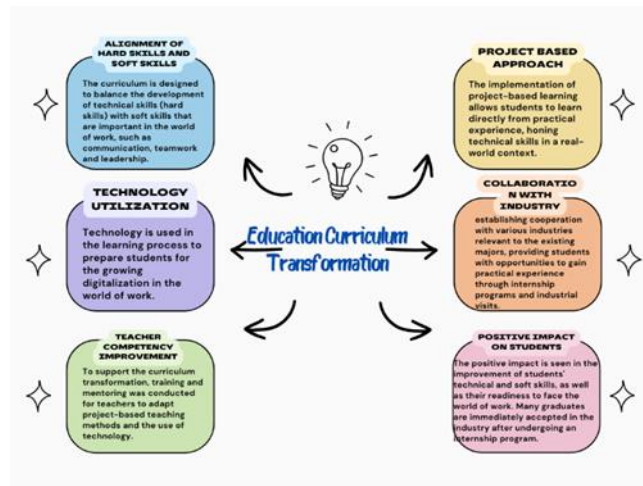 ALIGNMENT OF
HARD SKILLS AND
SOFT SKILLS
The curriculum is designed
to balance the development
of technical skills (hard
skills) with soft skills that
are important in the world
of work, such as
communication, teamwork
and leadership.
TECHNOLOGY
UTILIZATION
Technology is used in
the learning process to
prepare students for
the growing
digitalization in the
world of work.
TEACHER
COMPETENCY
IMPROVEMENT
To support the curriculum
transformation, training and
mentoring was conducted
for teachers to adapt
project-based teaching
methods and the use of
technology.
Education Curriculum
Transformation
PROJECT BASED
APPROACH
The implementation of
project-based learning
allows students to learn
directly from practical
experience, honing
technical skills in a real-
world context.
COLLABORATIO
N WITH
INDUSTRY
establishing cooperation
with various industries
relevant to the existing
majors, providing students
with opportunities to gain
practical experience
through internship
programs and industrial
visits.
POSITIVE IMPACT
ON STUDENTS
The positive impact is seen in the
improvement of students'
technical and soft skills, as well
as their readiness to face the
world of work. Many graduates
are immediately accepted in the
industry after undergoing an
internship program.